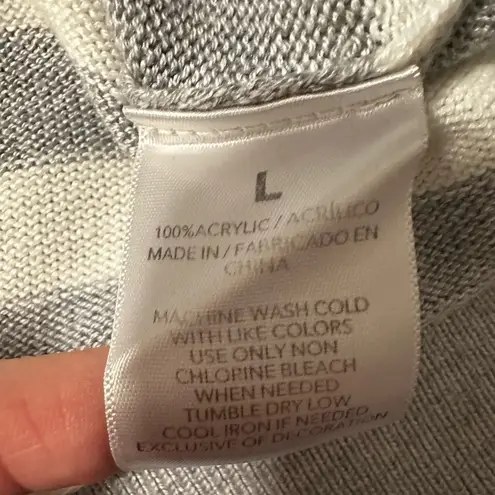 L
100%ACRYLIC / ACRÍLICO
MADE IN / FABRICADO EN
CHINA
MACHINE WASH COLD
WITH LIKE COLORS
USE ONLY NON
CHLORINE BLEACH
WHEN NEEDED
TUMBLE DRY LOW
COOL IRON IF NEEDED
EXCLUSIVE OF DECORATION